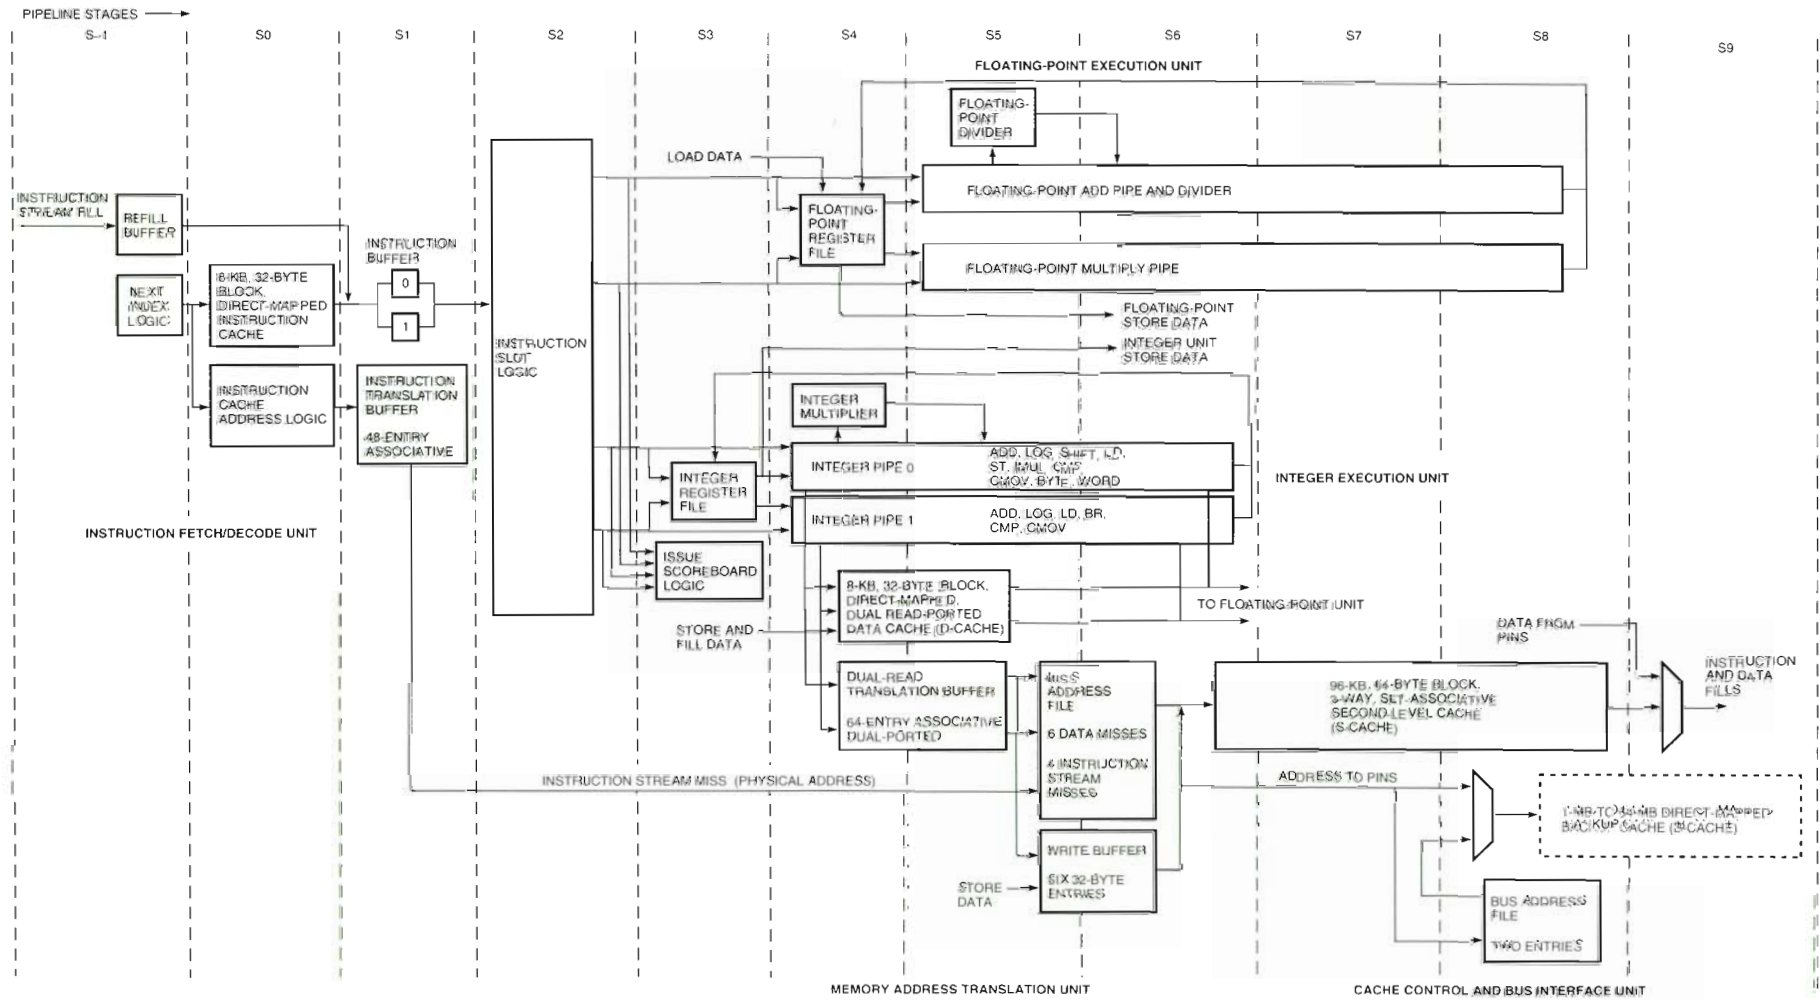 PIPELINE STAGES
S–1
S0
S1
S2
S3
S4
S5
S6
S7
S8
S9
FLOATING-POINT EXECUTION UNIT
FLOATING-
POINT
DIVIDER
LOAD DATA
FLOATING-POINT ADD PIPE AND DIVIDER
INSTRUCTION
STREAM FILL
REFILL
BUFFER
FLOATING-
POINT
REGISTER
FILE
FLOATING-POINT MULTIPLY PIPE
INSTRUCTION
BUFFER
0
1
NEXT
INDEX
LOGIC
8-KB, 32-BYTE
BLOCK,
DIRECT-MAPPED
INSTRUCTION
CACHE
FLOATING-POINT
STORE DATA
INTEGER UNIT
STORE DATA
INSTRUCTION
SLOT
LOGIC
INSTRUCTION
CACHE
ADDRESS LOGIC
INSTRUCTION
TRANSLATION
BUFFER
48-ENTRY
ASSOCIATIVE
INTEGER
MULTIPLIER
INTEGER PIPE 0
ADD, LOG, SHIFT, LD,
ST, IMUL, CMP,
CMOV, BYTE, WORD
INTEGER
REGISTER
FILE
INTEGER EXECUTION UNIT
INTEGER PIPE 1
ADD, LOG, LD, BR,
CMP, CMOV
INSTRUCTION FETCH/DECODE UNIT
ISSUE
SCOREBOARD
LOGIC
8-KB, 32-BYTE BLOCK,
DIRECT-MAPPED,
DUAL READ-PORTED
DATA CACHE (D-CACHE)
TO FLOATING-POINT UNIT
STORE AND
FILL DATA
DATA FROM
PINS
DUAL-READ
TRANSLATION BUFFER
64-ENTRY ASSOCIATIVE
DUAL-PORTED
MISS
ADDRESS
FILE
6 DATA MISSES
4 INSTRUCTION
STREAM
MISSES
96-KB, 64-BYTE BLOCK,
3-WAY, SET-ASSOCIATIVE
SECOND-LEVEL CACHE
(S-CACHE)
INSTRUCTION
AND DATA
FILLS
INSTRUCTION STREAM MISS (PHYSICAL ADDRESS)
ADDRESS TO PINS
1-MB-TO-64-MB DIRECT-MAPPED
BACKUP CACHE (B-CACHE)
WRITE BUFFER
SIX 32-BYTE
ENTRIES
STORE
DATA
BUS ADDRESS
FILE
TWO ENTRIES
MEMORY ADDRESS TRANSLATION UNIT
CACHE CONTROL AND BUS INTERFACE UNIT